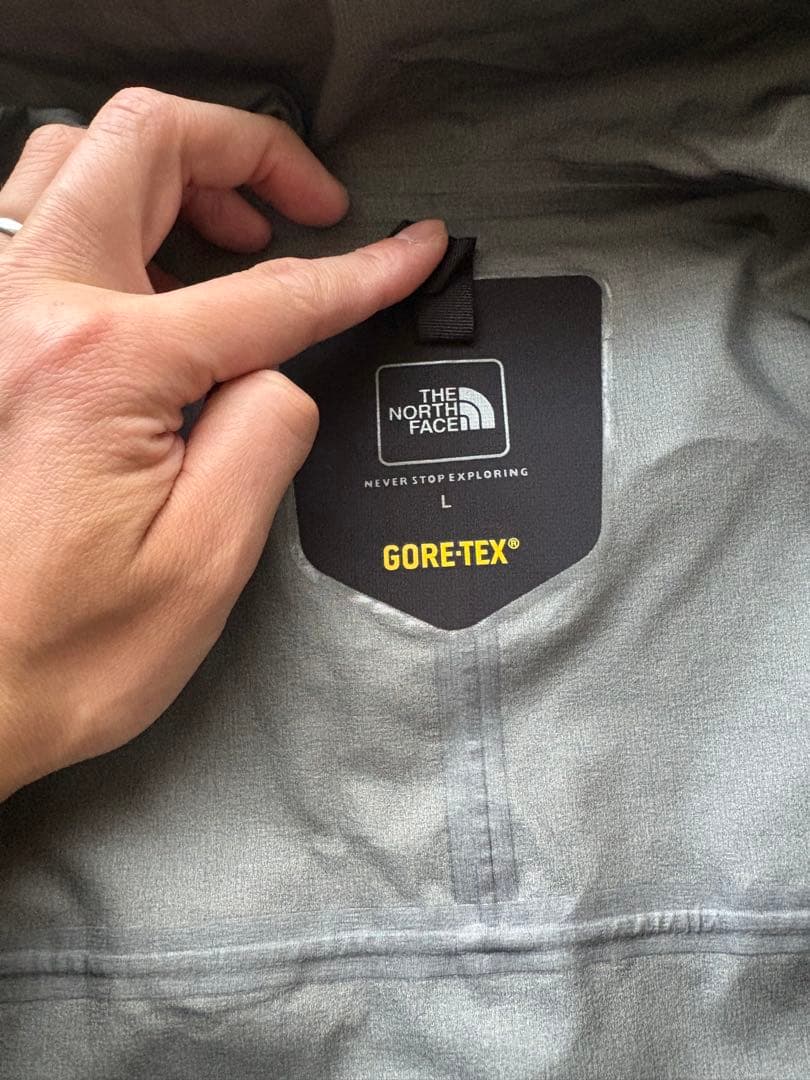 THE
NORTH
FACE
NEVER STOP EXPLORING
L
GORE-TEX®